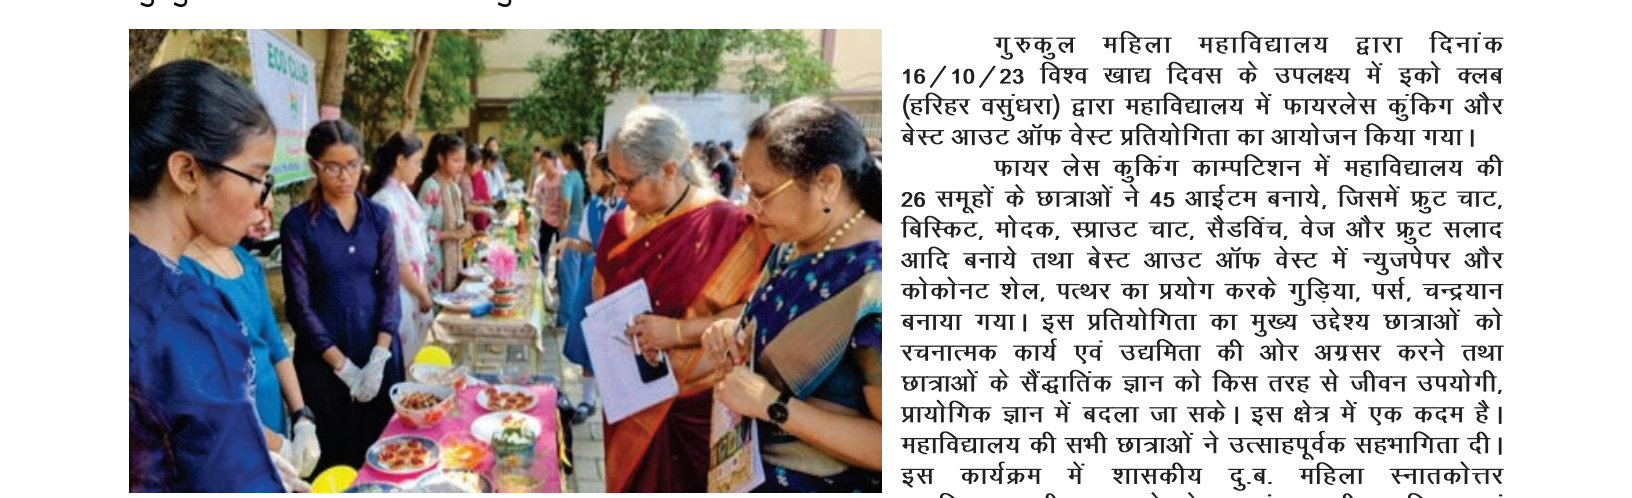 ECO CLUB
गुरुकुल महिला महाविद्यालय द्वारा दिनांक
16/10/23 विश्व खाद्य दिवस के उपलक्ष्य में इको क्लब
(हरिहर वसुंधरा) द्वारा महाविद्यालय में फायरलेस कुंकिग और
बेस्ट आउट ऑफ वेस्ट प्रतियोगिता का आयोजन किया गया।
फायर लेस कुकिंग काम्पटिशन में महाविद्यालय की
26 समूहों के छात्राओं ने 45 आईटम बनाये, जिसमें फ्रुट चाट,
बिस्किट, मोदक, स्प्राउट चाट, सैडविंच, वेज और फ्रुट सलाद
आदि बनाये तथा बेस्ट आउट ऑफ वेस्ट में न्युजपेपर और
कोकोनट शेल, पत्थर का प्रयोग करके गुड़िया, पर्स, चन्द्रयान
बनाया गया। इस प्रतियोगिता का मुख्य उद्देश्य छात्राओं को
रचनात्मक कार्य एवं उद्यमिता की ओर अग्रसर करने तथा
छात्राओं के सैंद्धातिंक ज्ञान को किस तरह से जीवन उपयोगी,
प्रायोगिक ज्ञान में बदला जा सके। इस क्षेत्र में एक कदम है।
महाविद्यालय की सभी छात्राओं ने उत्साहपूर्वक सहभागिता दी।
इस कार्यक्रम में शासकीय दु.ब. महिला स्नातकोत्तर